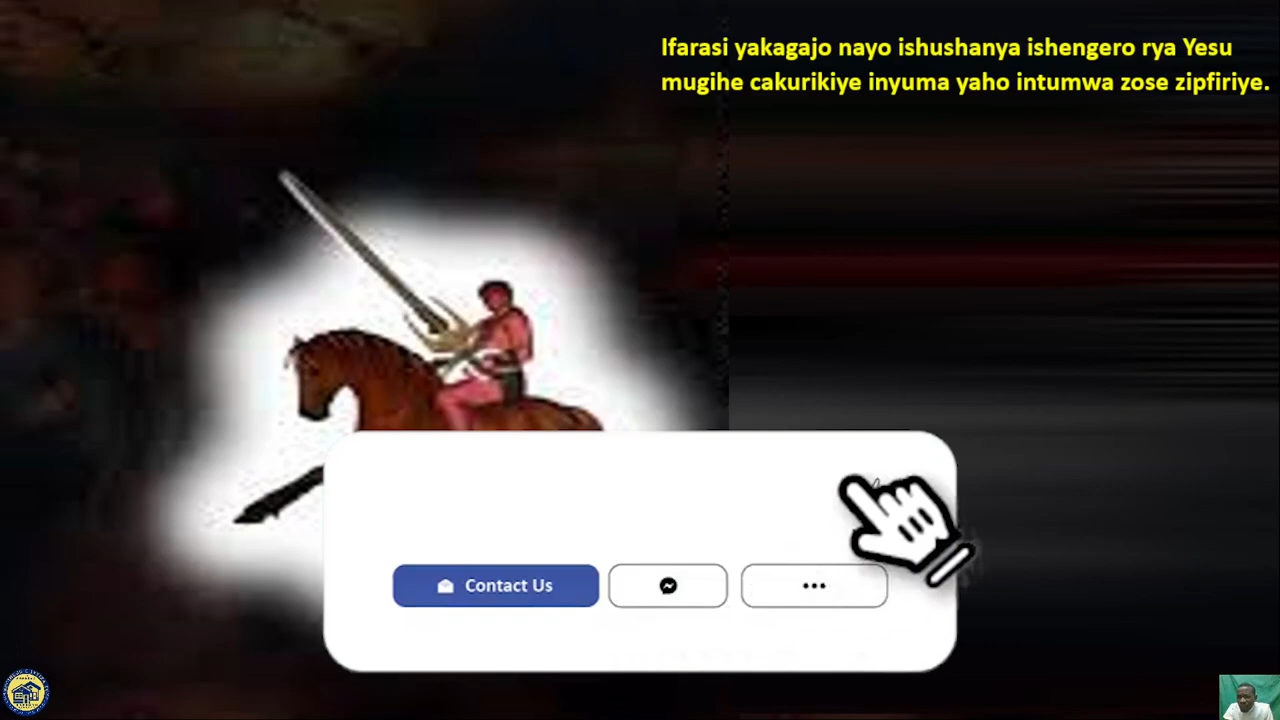 Ifarasi yakagajo nayo ishushanya ishengero rya Yesu
mugihe cakurikiye inyuma yaho intumwa zose zipfiriye.
Contact Us